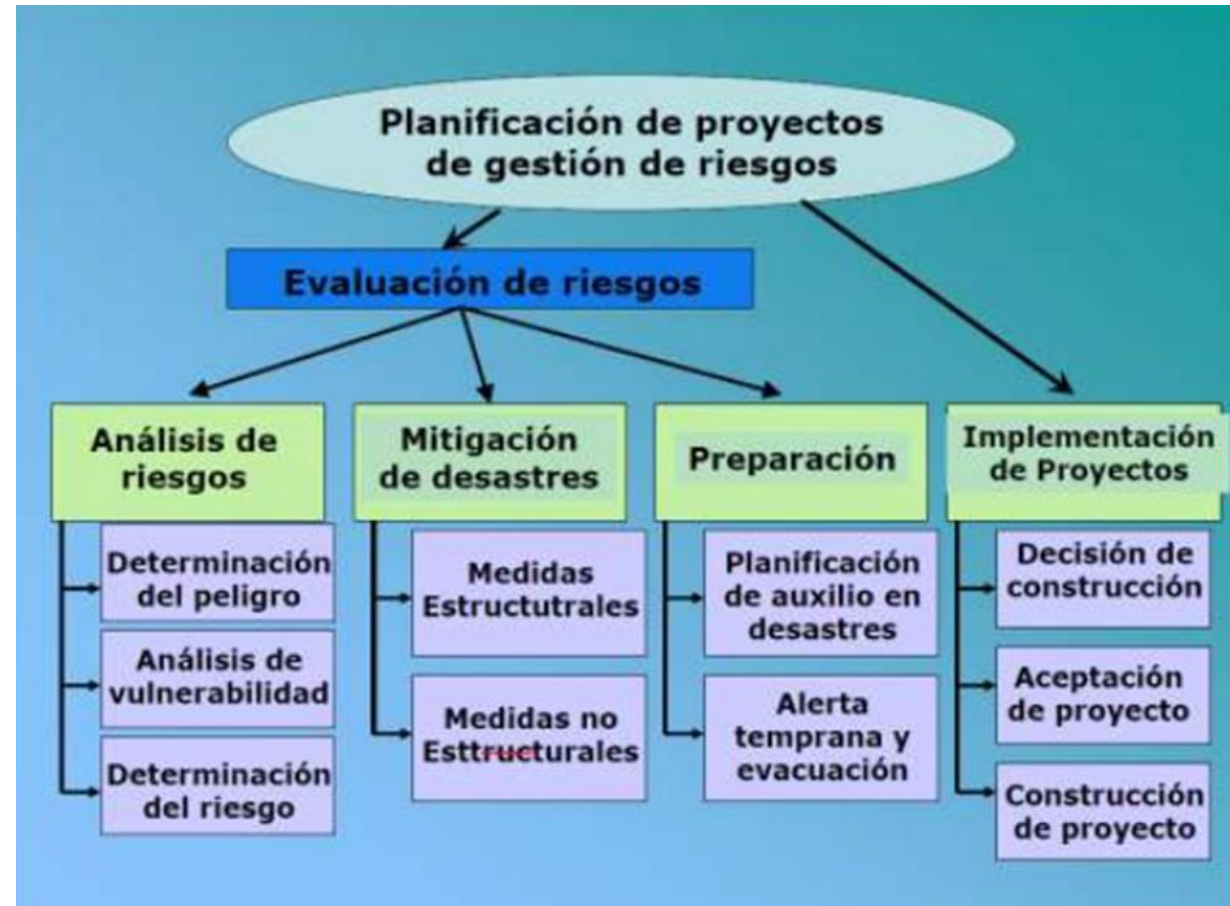 Planificación de proyectos
de gestión de riesgos
Evaluación de riesgos
Análisis de
riesgos
Determinación
del peligro
Análisis de
vulnerabilidad
Determinación
del riesgo
Mitigación
de desastres
Medidas
Estructutrales
Medidas no
Esttructurales
Preparación
Planificación
de auxilio en
desastres
Alerta
temprana y
evacuación
Implementación
de Proyectos
Decisión de
construcción
Aceptación
de proyecto
Construcción
de proyecto